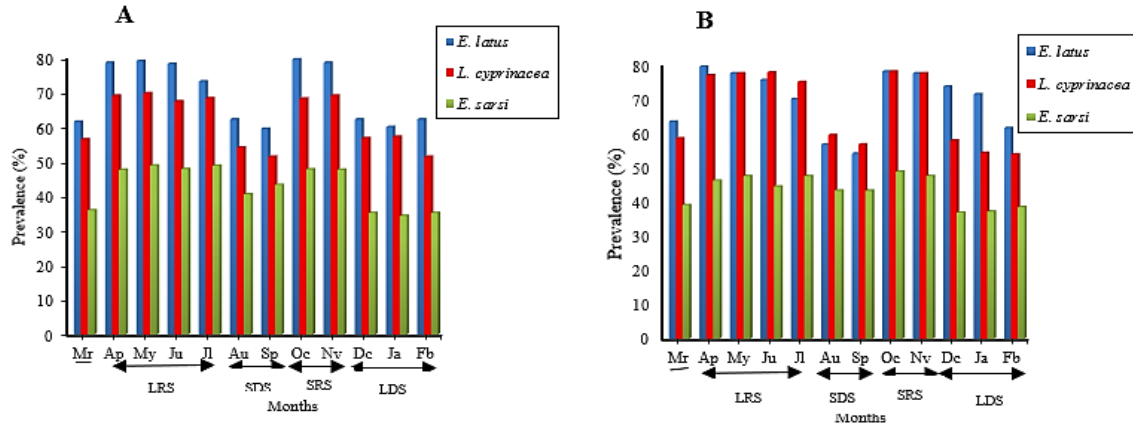 A
E. latus
L. cyprinacea
E. sarsi
Prevalence (%)
80
70
60
50
40
30
20
10
0
Mr Ap My Ju Jl Au Sp Oc Nv Dc Ja Fb
LRS SDS SRS LDS
Months
B
E. latus
L. cyprinacea
E. sarsi
Prevalence (%)
80
70
60
50
40
30
20
10
0
Mr Ap My Ju Jl Au Sp Oc Nv Dc Ja Fb
LRS SDS SRS LDS
Months